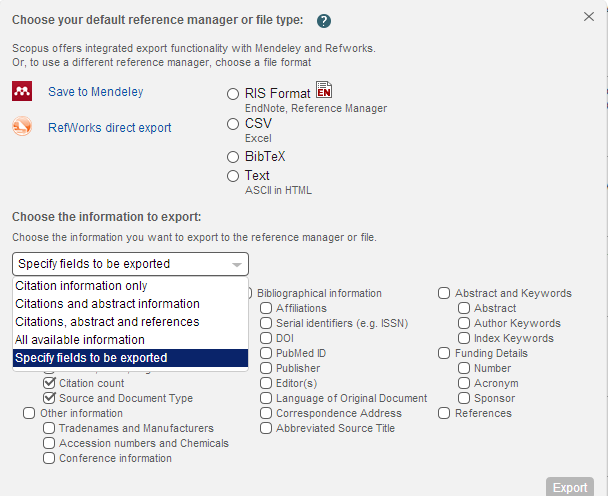 Choose your default reference manager or file type: ?
Scopus offers integrated export functionality with Mendeley and Refworks.
Or, to use a different reference manager, choose a file format
Save to Mendeley
RefWorks direct export
RIS Format EN
EndNote, Reference Manager
CSV
Excel
BibTeX
Text
ASCII in HTML
Choose the information to export:
Choose the information you want to export to the reference manager or file.
Specify fields to be exported
Citation information only
Citations and abstract information
Citations, abstract and references
All available information
Specify fields to be exported
Citation count
Source and Document Type
Other information
Tradenames and Manufacturers
Accession numbers and Chemicals
Conference information
Bibliographical information
Affiliations
Serial identifiers (e.g. ISSN)
DOI
PubMed ID
Publisher
Editor(s)
Language of Original Document
Correspondence Address
Abbreviated Source Title
Abstract and Keywords
Abstract
Author Keywords
Index Keywords
Funding Details
Number
Acronym
Sponsor
References
Export